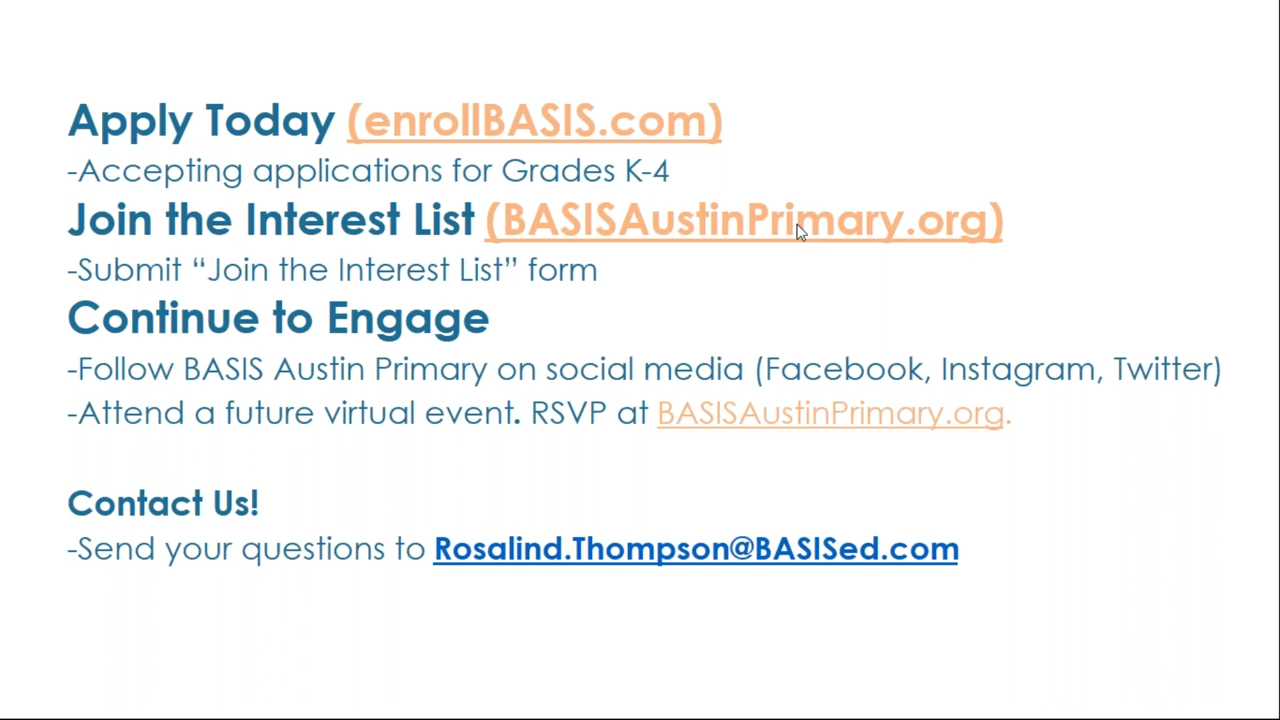 Apply Today (enrollBASIS.com)
-Accepting applications for Grades K-4
Join the Interest List (BASISAustinPrimary.org)
-Submit “Join the Interest List” form
Continue to Engage
-Follow BASIS Austin Primary on social media (Facebook, Instagram, Twitter)
-Attend a future virtual event. RSVP at BASISAustinPrimary.org.
Contact Us!
-Send your questions to Rosalind.Thompson@BASISed.com